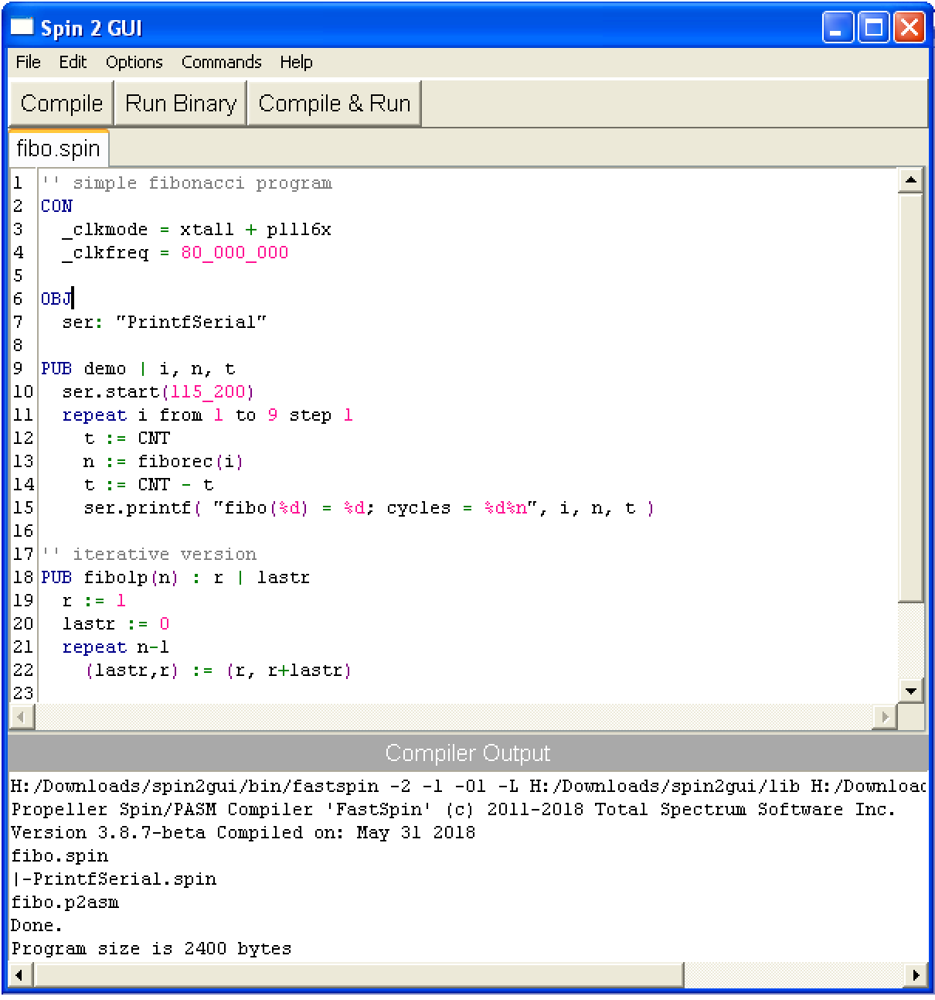 Spin 2 GUI
File Edit Options Commands Help
Compile Run Binary Compile & Run
fibo.spin
1 '' simple fibonacci program
2 CON
3 _clkmode = xtal1 + pll16x
4 _clkfreq = 80_000_000
5
6 OBJ
7 ser: "PrintfSerial"
8
9 PUB demo | i, n, t
10 ser.start(115_200)
11 repeat i from 1 to 9 step 1
12 t := CNT
13 n := fiborec(i)
14 t := CNT - t
15 ser.printf( "fibo(%d) = %d; cycles = %d%n", i, n, t )
16
17 '' iterative version
18 PUB fibolp(n) : r | lastr
19 r := 1
20 lastr := 0
21 repeat n-1
22 (lastr,r) := (r, r+lastr)
23
Compiler Output
H:/Downloads/spin2gui/bin/fastspin -2 -l -O1 -L H:/Downloads/spin2gui/lib H:/Downloac
Propeller Spin/PASM Compiler 'FastSpin' (c) 2011-2018 Total Spectrum Software Inc.
Version 3.8.7-beta Compiled on: May 31 2018
fibo.spin
|-PrintfSerial.spin
fibo.p2asm
Done.
Program size is 2400 bytes